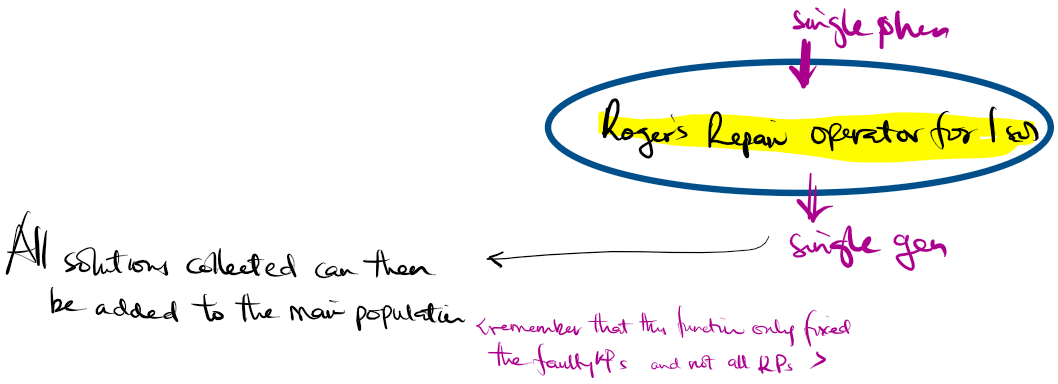 single phen
Roger's Repair operator for 1 sol
single gen
All solutions collected can then
be added to the main population
<remember that this function only fixed
the faulty RPs and not all RPs >